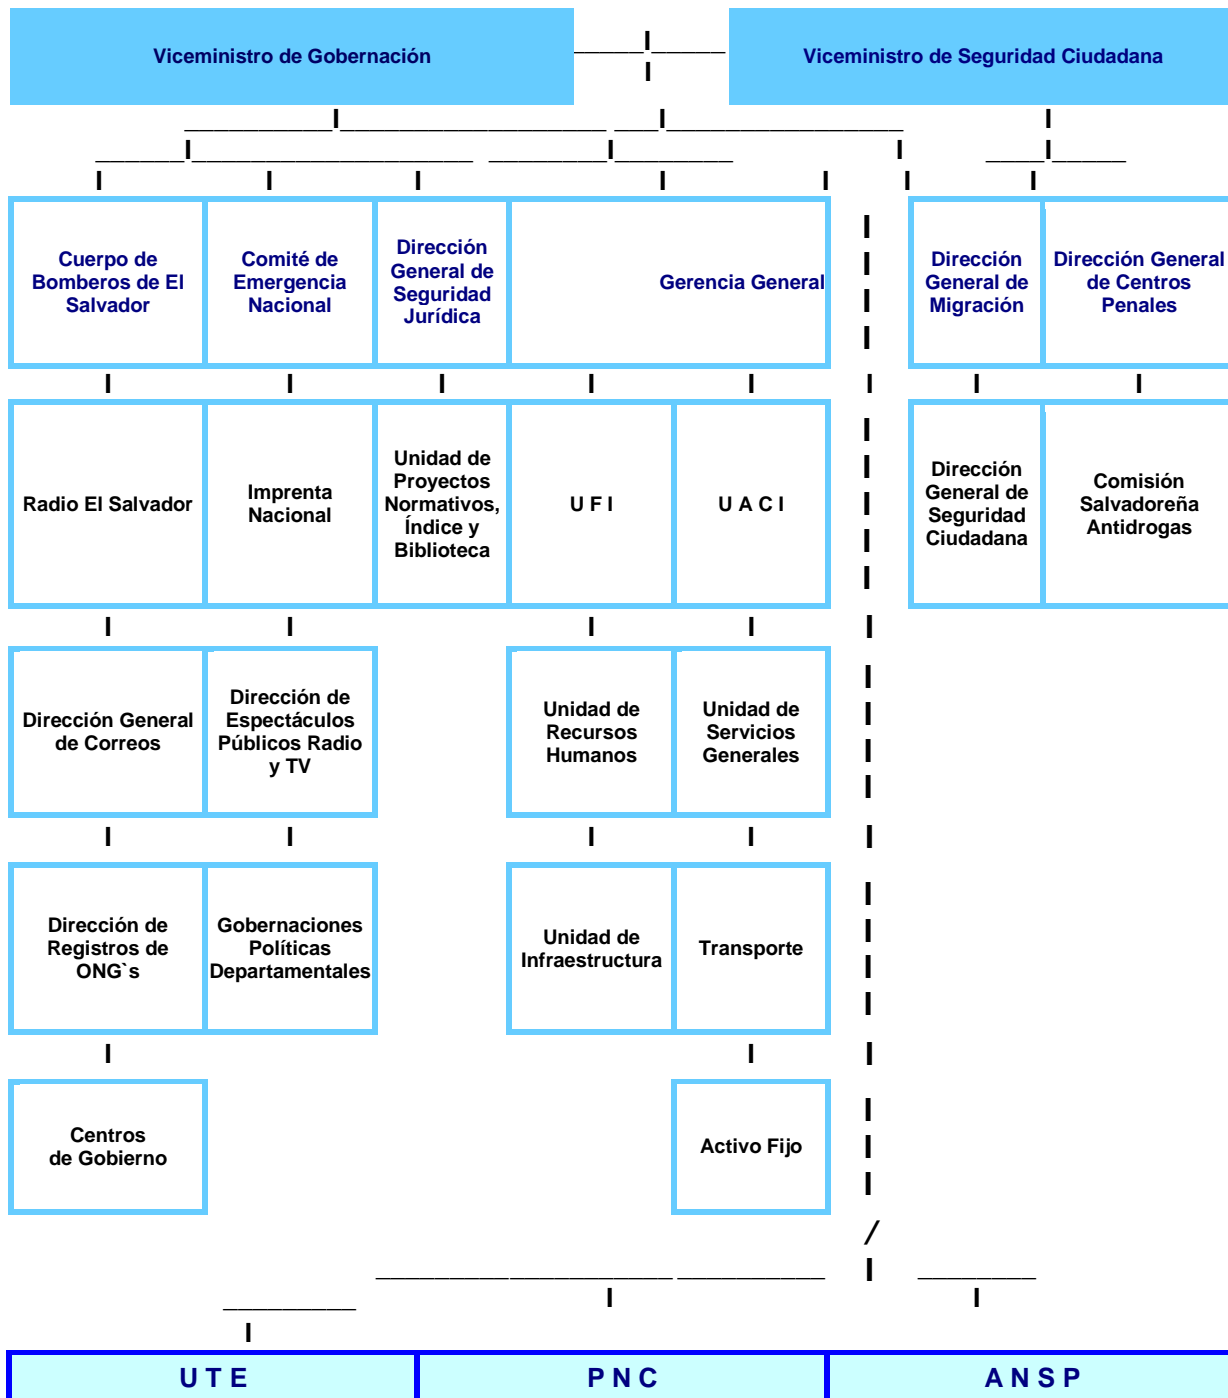 Viceministro de Gobernación
Viceministro de Seguridad Ciudadana
Cuerpo de
Bomberos de El
Salvador
Comité de
Emergencia
Nacional
Dirección
General de
Seguridad
Jurídica
Gerencia General
Dirección
General de
Migración
Dirección General
de Centros
Penales
Radio El Salvador
Imprenta
Nacional
Unidad de
Proyectos
Normativos,
Índice y
Biblioteca
U F I
U A C I
Dirección
General de
Seguridad
Ciudadana
Comisión
Salvadoreña
Antidrogas
Dirección General
de Correos
Dirección de
Espectáculos
Públicos Radio
y TV
Unidad de
Recursos
Humanos
Unidad de
Servicios
Generales
Dirección de
Registros de
ONG`s
Gobernaciones
Políticas
Departamentales
Unidad de
Infraestructura
Transporte
Centros
de Gobierno
Activo Fijo
U T E
P N C
A N S P